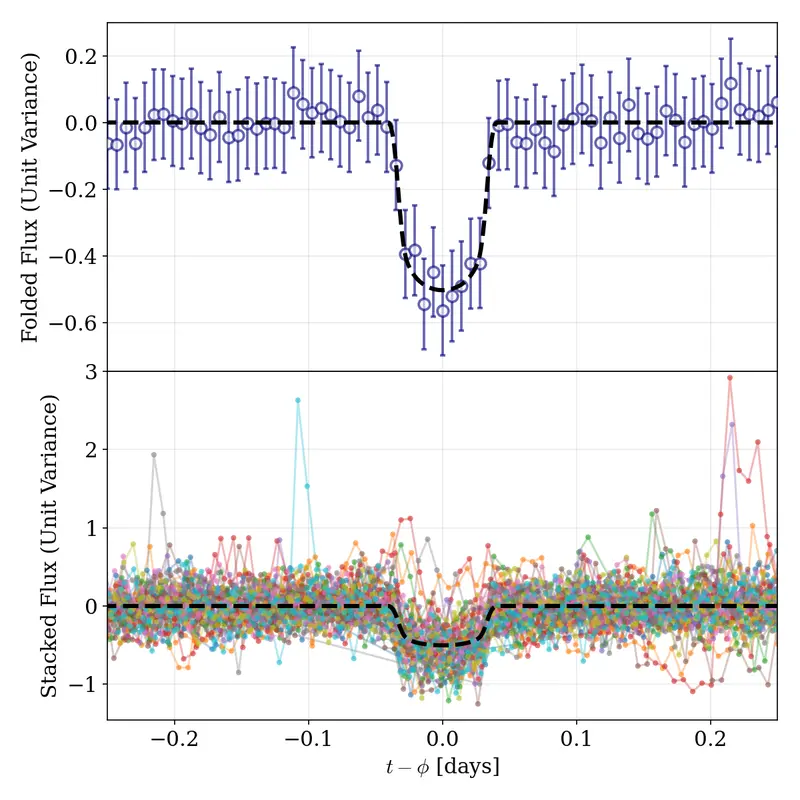 Folded Flux (Unit Variance)
0.2
0.0
−0.2
−0.4
−0.6
Stacked Flux (Unit Variance)
3
2
1
0
−1
−0.2 −0.1 0.0 0.1 0.2
t − ϕ [days]